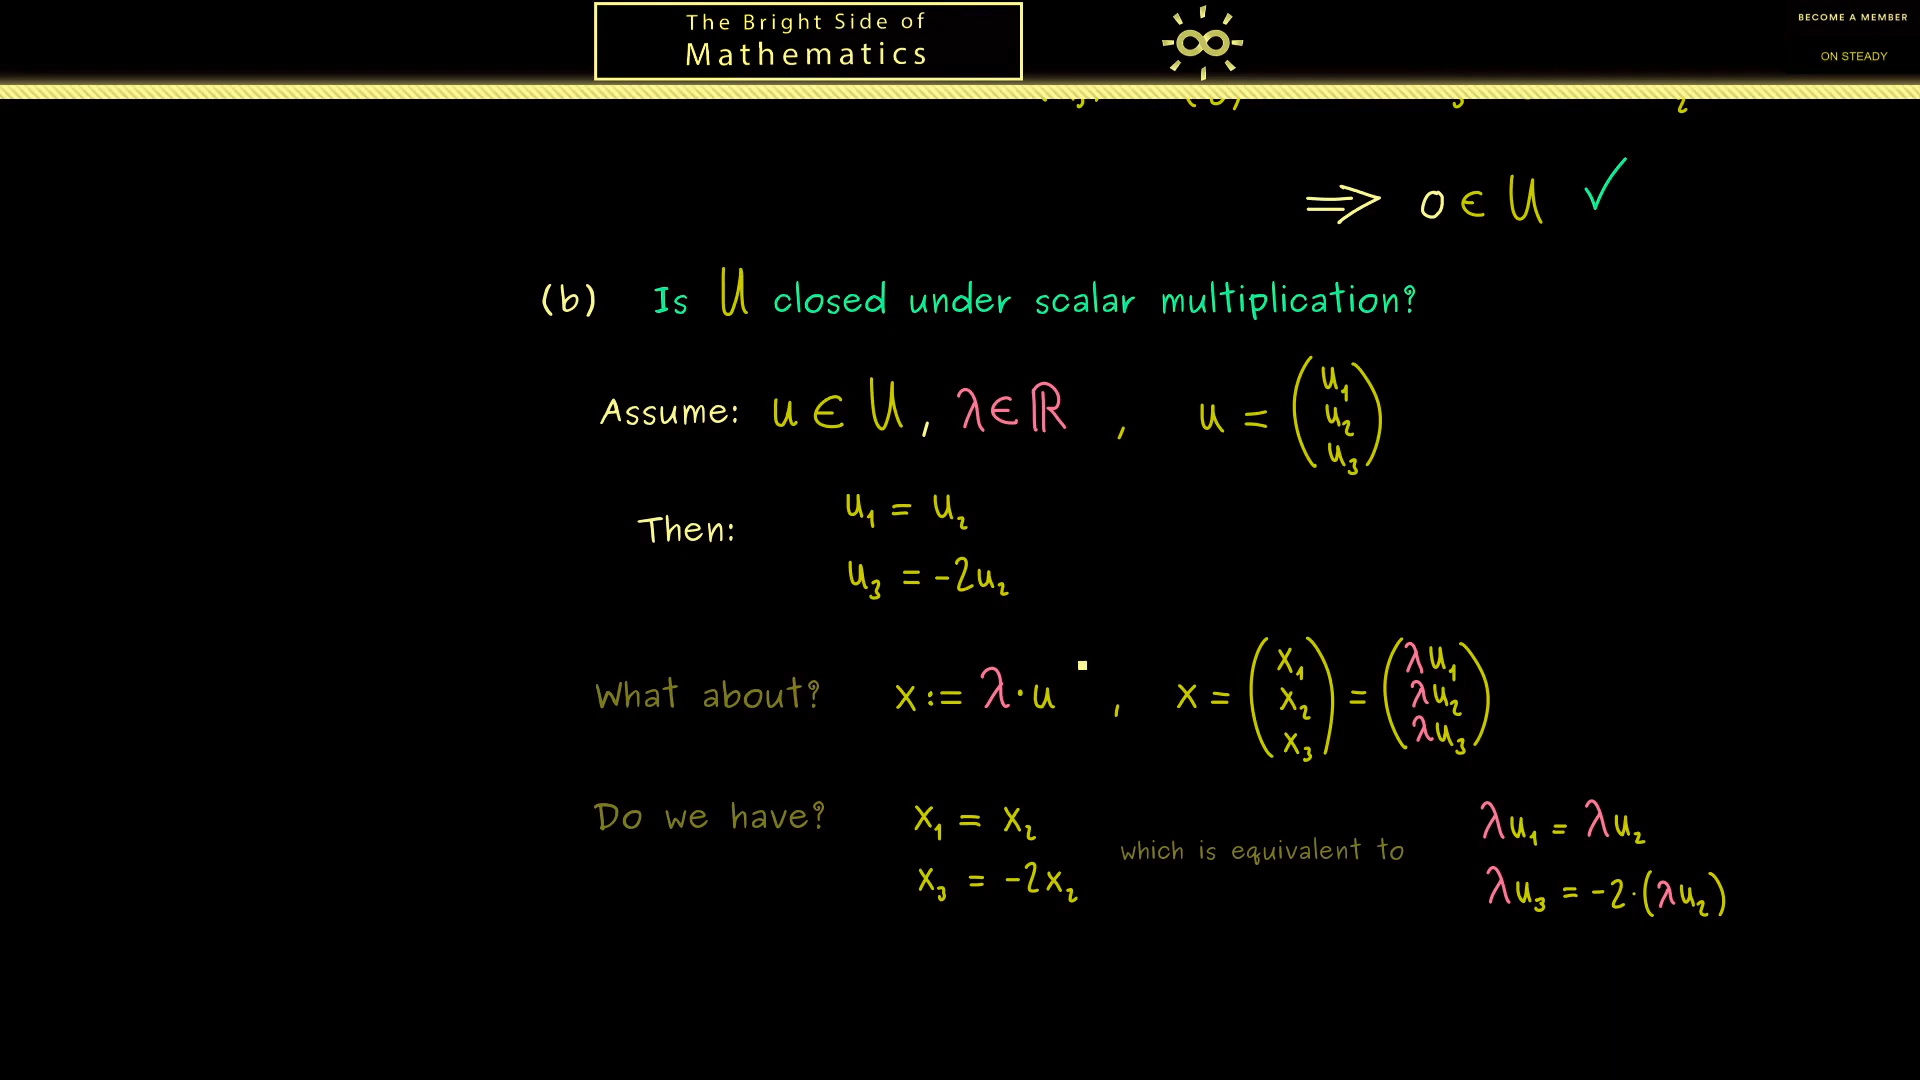 The Bright Side of
Mathematics
BECOME A MEMBER
ON STEADY
⟹ 0 ∈ U ✓
(b) Is U closed under scalar multiplication?
Assume: u ∈ U, λ ∈ ℝ , u = (u₁ u₂ u₃)
Then: u₁ = u₂
u₃ = -2u₂
What about? x := λ·u , x = (x₁ x₂ x₃) = (λu₁ λu₂ λu₃)
Do we have? x₁ = x₂
x₃ = -2x₂
which is equivalent to
λu₁ = λu₂
λu₃ = -2·(λu₂)